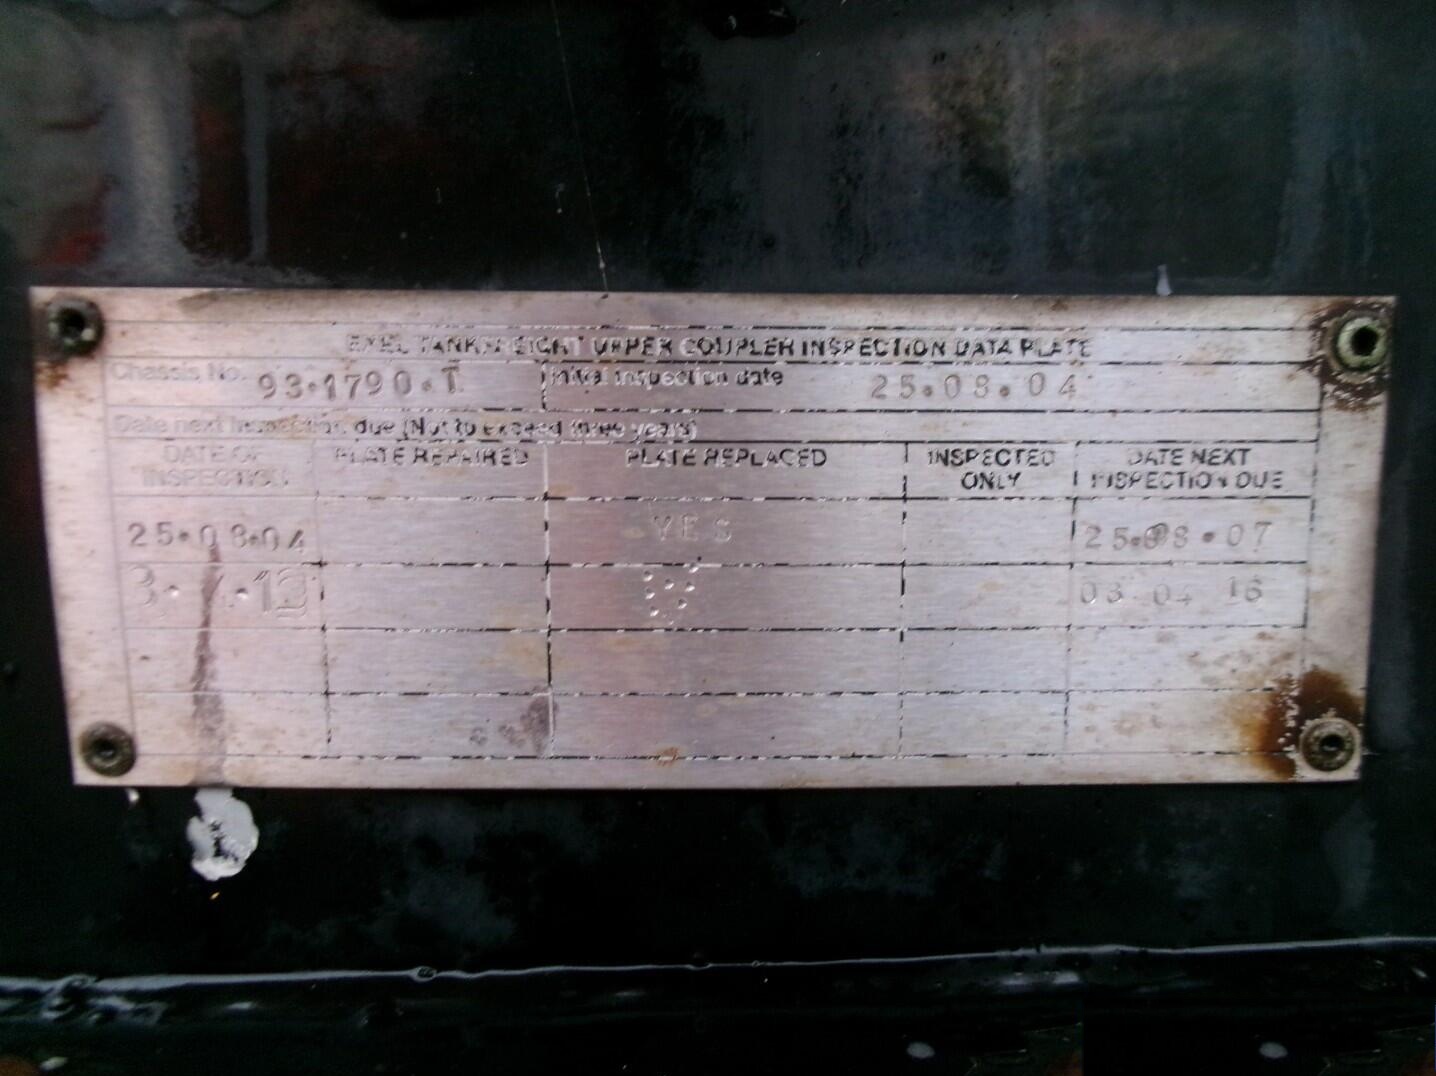 EXEL TANKFREIGHT UPPER COUPLER INSPECTION DATA PLATE
Chassis No. 93.1790.T Initial inspection date 25.08.04
Date next inspection due (Not to exceed three years)
DATE OF INSPECTION PLATE REPAIRED PLATE REPLACED INSPECTED ONLY DATE NEXT INSPECTION DUE
25.08.04 YES 25.08.07
03 04 16